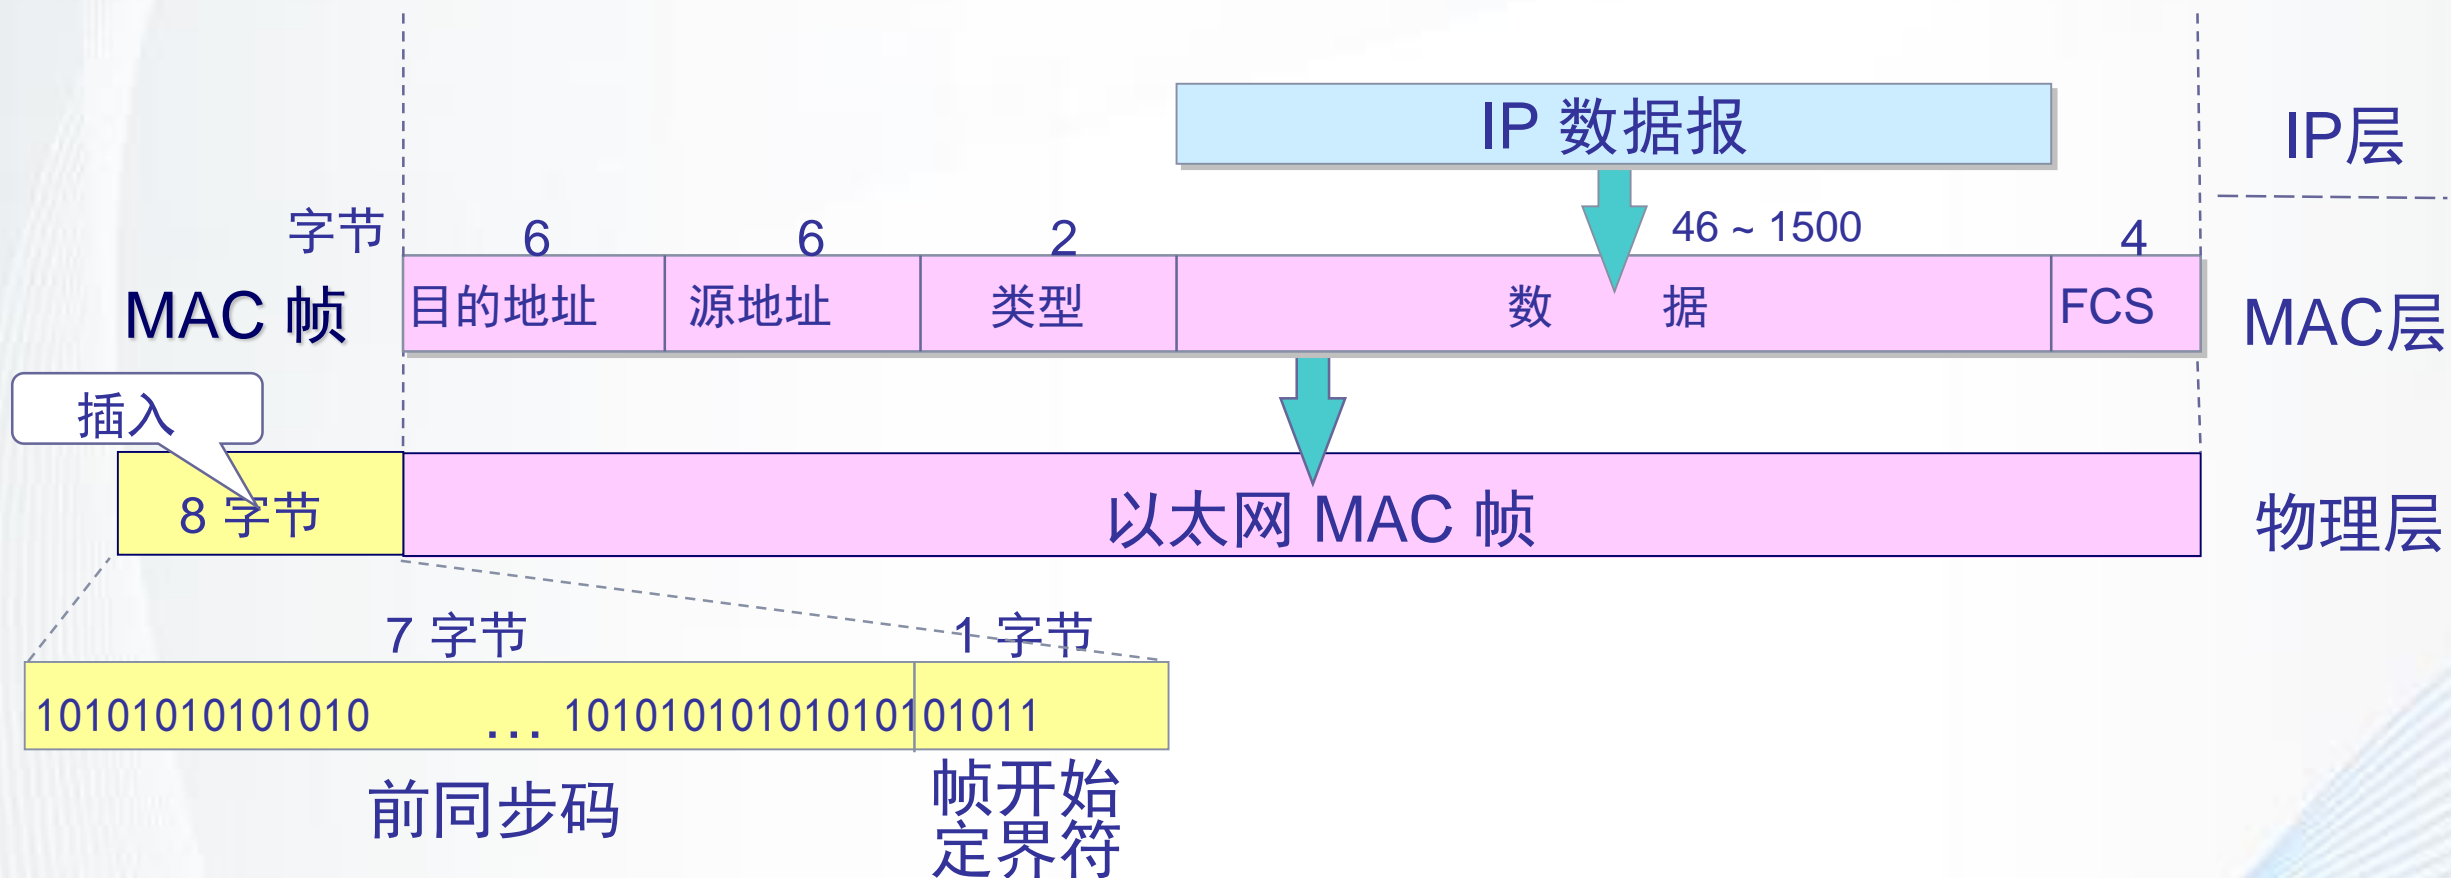 IP 数据报
IP层
字节 6 6 2 46 ~ 1500 4
MAC 帧 目的地址 源地址 类型 数 据 FCS MAC层
插入
8 字节 以太网 MAC 帧 物理层
7 字节 1 字节
10101010101010 … 10101010101010101011
前同步码 帧开始
定界符